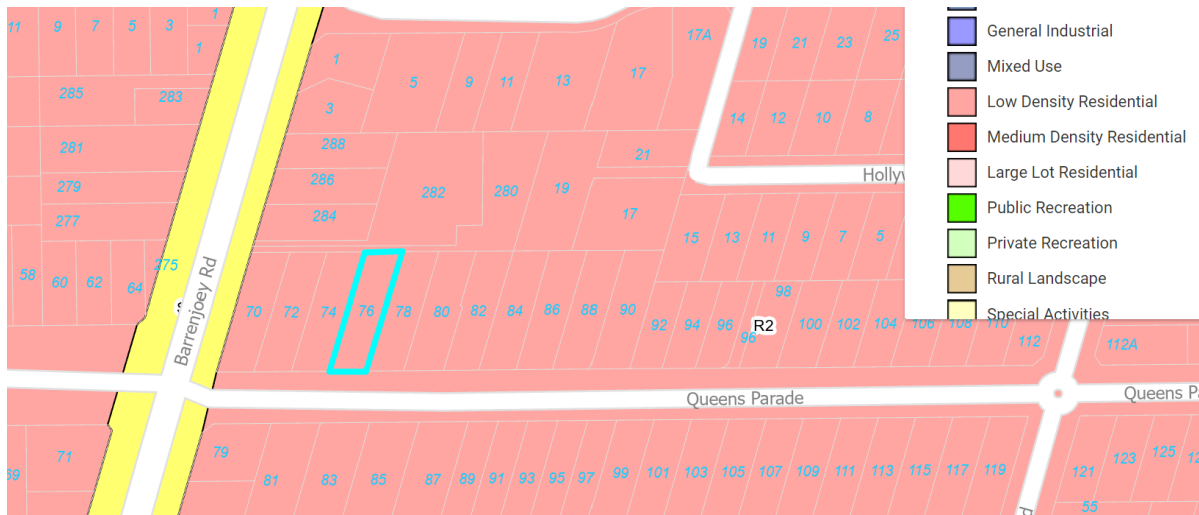 11 9 7 5 3 1
1
285 283
281
279
277
58 60 62 64 275
Barrenjoey Rd
1
3
288
286
284
5 9 11 13 17
17A 19 21 23 25
14 12 10 8
282 280 19 21
17
Hollyw
15 13 11 9 7 5
70 72 74 76 78 80 82 84 86 88 90 92 94 96 96 98 100 102 104 106 108 110 112 112A
R2
Queens Parade
Queens Pa
69 71
79 81 83 85 87 89 91 93 95 97 99 101 103 105 107 109 111 113 115 117 119 121 123 125
55
General Industrial
Mixed Use
Low Density Residential
Medium Density Residential
Large Lot Residential
Public Recreation
Private Recreation
Rural Landscape
Special Activities